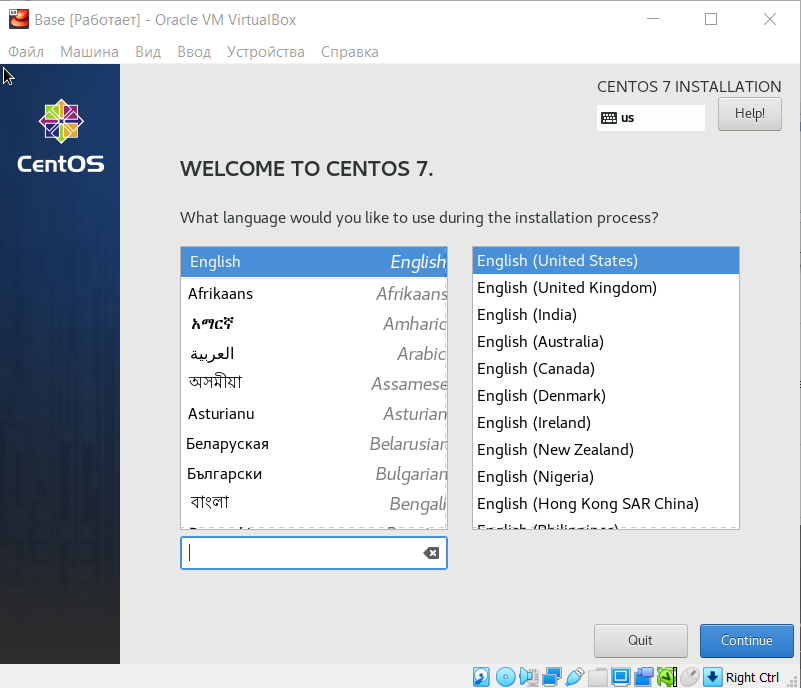 Base [Работает] - Oracle VM VirtualBox
Файл Машина Вид Ввод Устройства Справка
CentOS
CENTOS 7 INSTALLATION
us
Help!
WELCOME TO CENTOS 7.
What language would you like to use during the installation process?
English English
Afrikaans Afrikaans
አማርኛ Amharic
العربية Arabic
অসমীয়া Assamese
Asturianu Asturian
Беларуская Belarusian
Български Bulgarian
বাংলা Bengali
English (United States)
English (United Kingdom)
English (India)
English (Australia)
English (Canada)
English (Denmark)
English (Ireland)
English (New Zealand)
English (Nigeria)
English (Hong Kong SAR China)
English (Philippines)
Quit
Continue
Right Ctrl